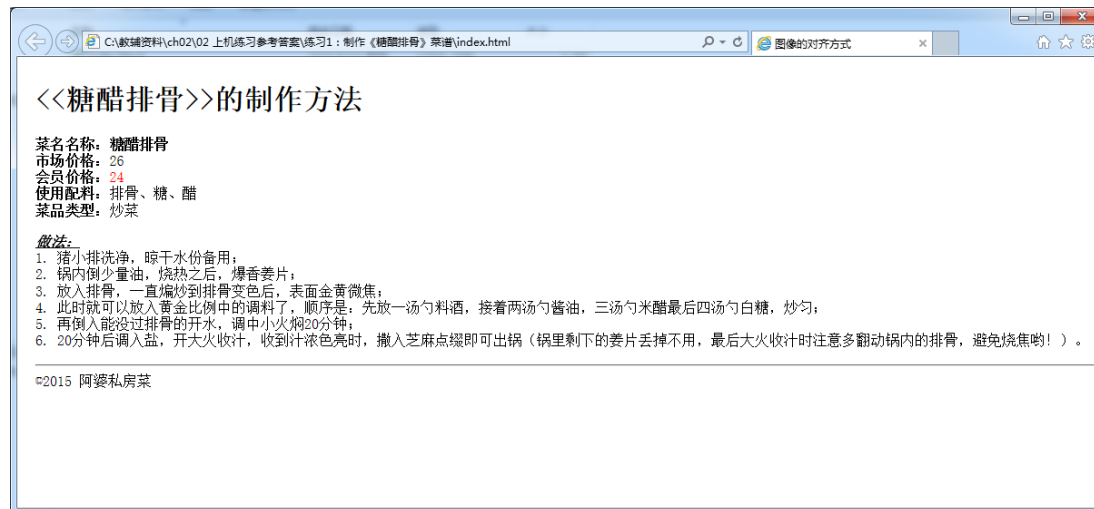 C:\教辅资料\ch02\02 上机练习参考答案\练习1：制作《糖醋排骨》菜谱\index.html
图像的对齐方式
<<糖醋排骨>>的制作方法
菜名名称：糖醋排骨
市场价格：26
会员价格：24
使用配料：排骨、糖、醋
菜品类型：炒菜
做法：
1. 猪小排洗净，晾干水份备用；
2. 锅内倒少量油，烧热之后，爆香姜片；
3. 放入排骨，一直煸炒到排骨变色后，表面金黄微焦；
4. 此时就可以放入黄金比例中的调料了，顺序是：先放一汤勺料酒，接着两汤勺酱油，三汤勺米醋最后四汤勺白糖，炒匀；
5. 再倒入能没过排骨的开水，调中小火焖20分钟；
6. 20分钟后调入盐，开大火收汁，收到汁浓色亮时，撒入芝麻点缀即可出锅（锅里剩下的姜片丢掉不用，最后大火收汁时注意多翻动锅内的排骨，避免烧焦哟！）。
©2015 阿婆私房菜